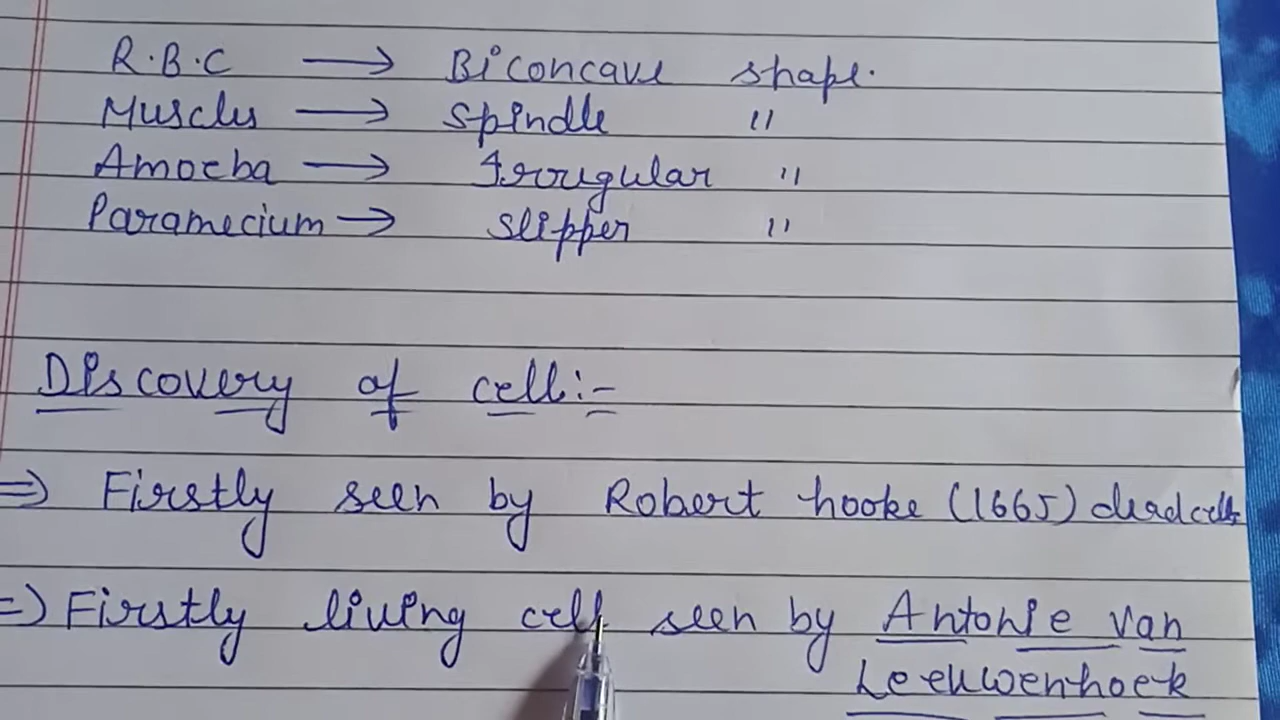 R.B.C → Biconcave shape.
Muscles → Spindle "
Amoeba → Irrugular "
Paramecium → Slipper "
Discovery of cell:-
⇒ Firstly seen by Robert hooke (1665) dead cells
⇒ Firstly living cell seen by Antonie van
Leeuwenhoek